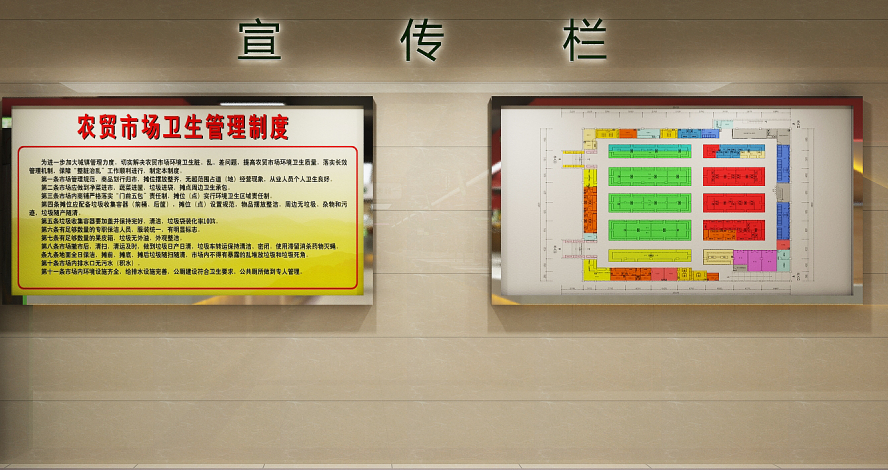 宣传栏
农贸市场卫生管理制度
为进一步加大城镇管理力度，切实解决农贸市场环境卫生脏、乱、差问题，提高农贸市场环境卫生质量，落实长效
管理机制，保障“整脏治乱”工作顺利进行，制定本制度。
第一条市场管理规范，商品划行归市，摊位摆放整齐，无超范围占道（地）经营现象，从业人员个人卫生良好。
第二条市场应做到净菜进市，蔬菜进篮，垃圾进袋，摊点周边卫生承包。
第三条市场内商铺严格落实“门前五包”责任制，摊位（点）实行环境卫生区域责任制。
第四条摊位应配备垃圾收集容器（泵桶、后篮），摊位（点）设置规范，物品摆放整洁，周边无垃圾、杂物和污
迹，垃圾随产随清。
第五条垃圾收集容器要加盖并保持完好、清洁，垃圾袋装化率100%。
第六条有足够数量的专职保洁人员，服装统一，有明显标志。
第七条有足够数量的果皮箱，垃圾无外溢，外观整洁。
第八条市场随市后，清扫、清运及时，做到垃圾日产日清，垃圾车转运保持清洁、密闭，使用滞留消杀药物灭蝇。
第九条地面全日保洁，摊前、摊底、摊后垃圾随扫随清，市场内不得有暴露的乱堆放垃圾和垃圾死角。
第十条市场内排水口无污水（积水）。
第十一条市场内环境设施齐全，给排水设施完善，公厕建设符合卫生要求，公共厕所做到专人管理。